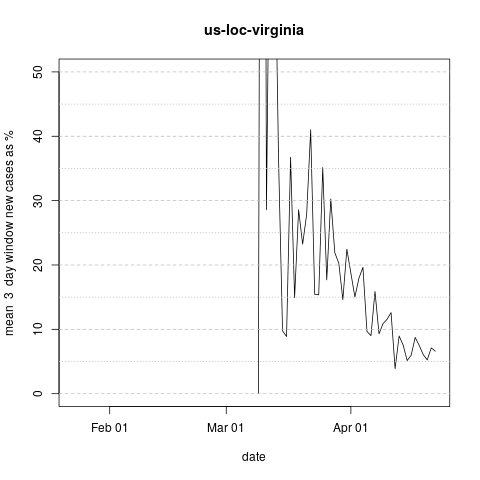 us-loc-virginia
mean 3 day window new cases as %
50
40
30
20
10
0
Feb 01
Mar 01
Apr 01
date